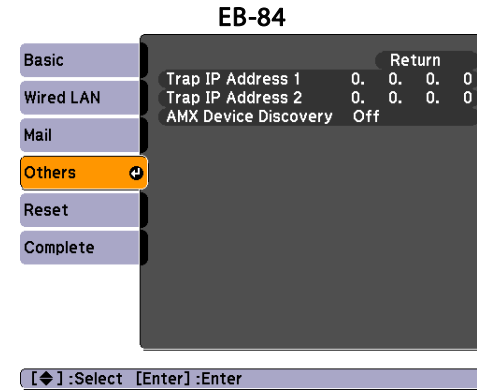 EB-84
Basic
Wired LAN
Mail
Others
Reset
Complete
Return
Trap IP Address 1 0. 0. 0. 0
Trap IP Address 2 0. 0. 0. 0
AMX Device Discovery Off
[◆] :Select [Enter] :Enter